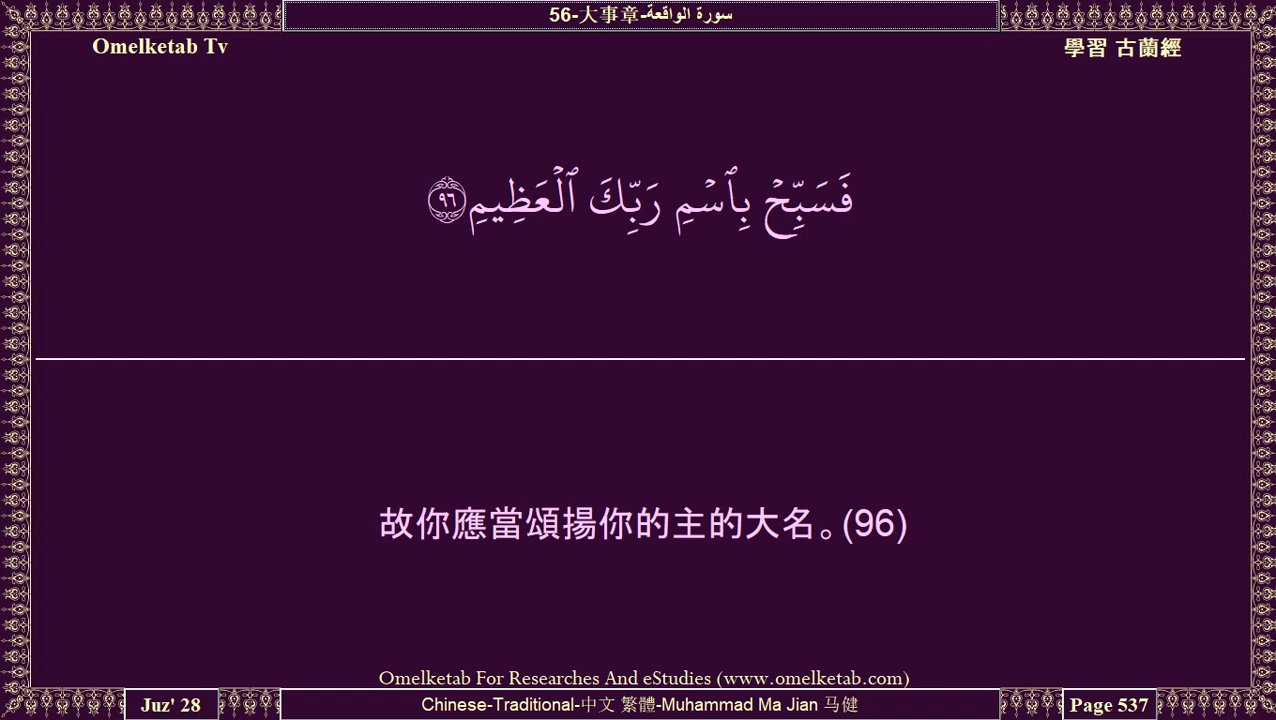 56-大事章-سورة الواقعة
Omelketab Tv
學習 古蘭經
فَسَبِّحۡ بِٱسۡمِ رَبِّكَ ٱلۡعَظِيمِ ٩٦
故你應當頌揚你的主的大名。(96)
Omelketab For Researches And eStudies (www.omelketab.com)
Juz' 28
Chinese-Traditional-中文 繁體-Muhammad Ma Jian 马健
Page 537